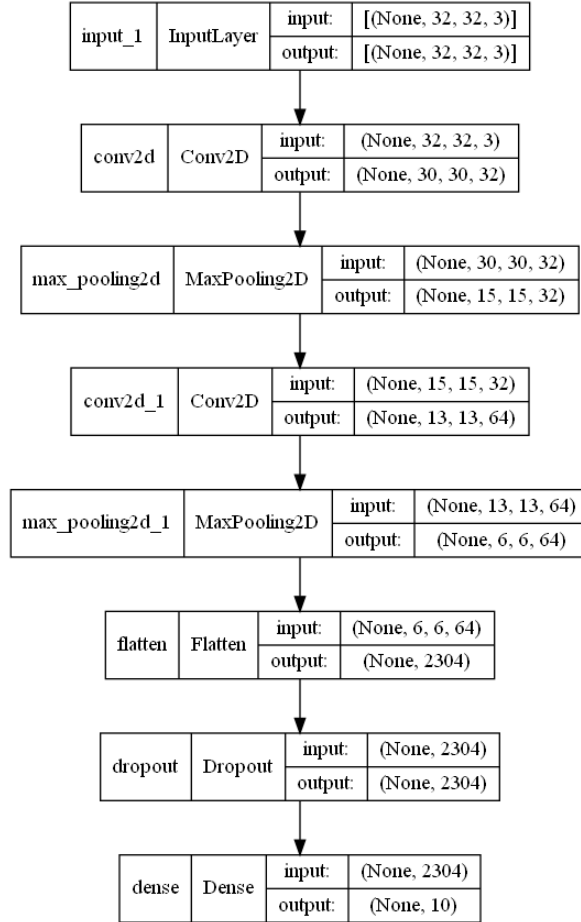 input_1 InputLayer input: [(None, 32, 32, 3)]
output: [(None, 32, 32, 3)]
conv2d Conv2D input: (None, 32, 32, 3)
output: (None, 30, 30, 32)
max_pooling2d MaxPooling2D input: (None, 30, 30, 32)
output: (None, 15, 15, 32)
conv2d_1 Conv2D input: (None, 15, 15, 32)
output: (None, 13, 13, 64)
max_pooling2d_1 MaxPooling2D input: (None, 13, 13, 64)
output: (None, 6, 6, 64)
flatten Flatten input: (None, 6, 6, 64)
output: (None, 2304)
dropout Dropout input: (None, 2304)
output: (None, 2304)
dense Dense input: (None, 2304)
output: (None, 10)